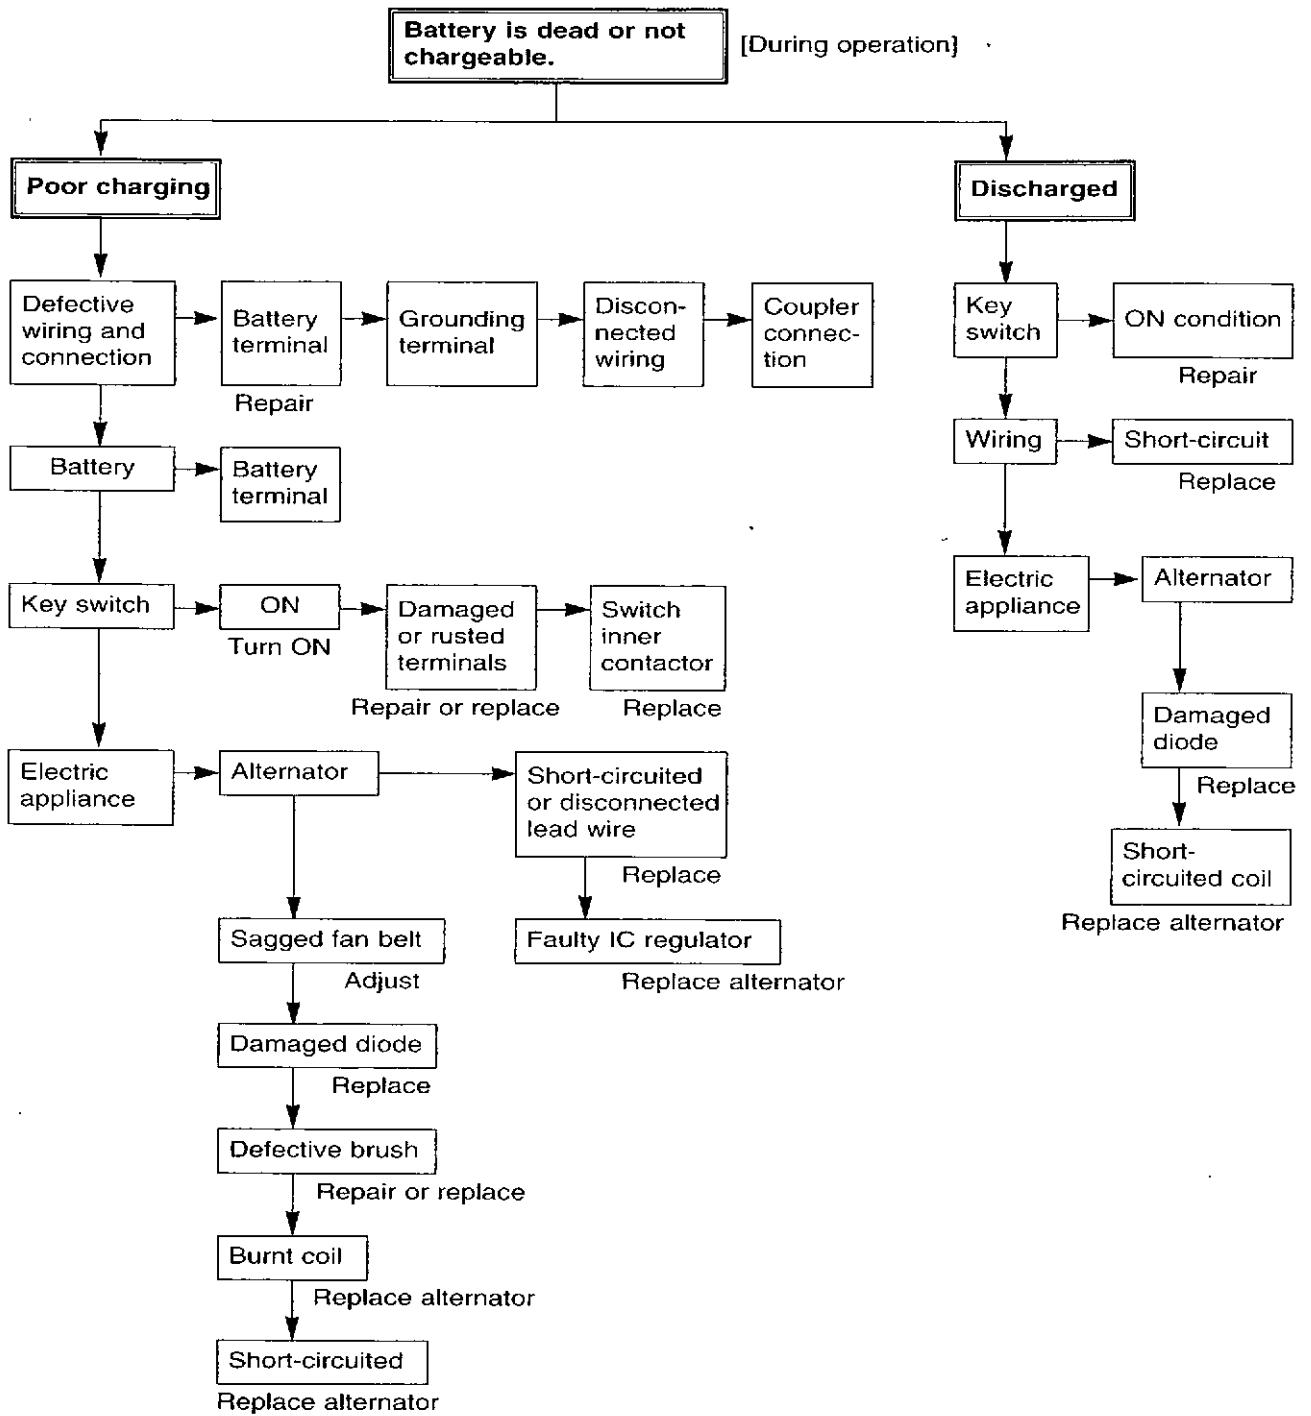 Battery is dead or not
chargeable.
[During operation]
Poor charging
Discharged
Defective
wiring and
connection
Battery
terminal
Repair
Grounding
terminal
Discon-
nected
wiring
Coupler
connec-
tion
Key
switch
ON condition
Repair
Battery
Battery
terminal
Wiring
Short-circuit
Replace
Key switch
ON
Turn ON
Damaged
or rusted
terminals
Repair or replace
Switch
inner
contactor
Replace
Electric
appliance
Alternator
Damaged
diode
Replace
Short-
circuited coil
Replace alternator
Electric
appliance
Alternator
Short-circuited
or disconnected
lead wire
Replace
Faulty IC regulator
Replace alternator
Sagged fan belt
Adjust
Damaged diode
Replace
Defective brush
Repair or replace
Burnt coil
Replace alternator
Short-circuited
Replace alternator